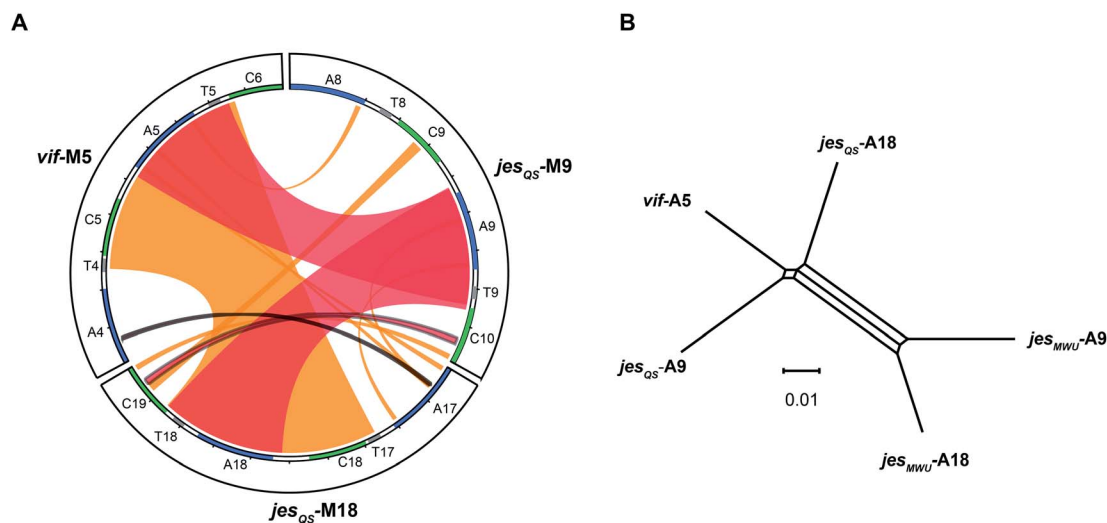 A
B
C6
A8
T5
T8
A5
C9
vif-M5
jesQS-M9
C5
A9
T4
T9
A4
C10
C19
A17
T18
T17
A18
C18
jesQS-M18
jesQS-A18
vif-A5
jesQS-A9
jesMWU-A9
0.01
jesMWU-A18